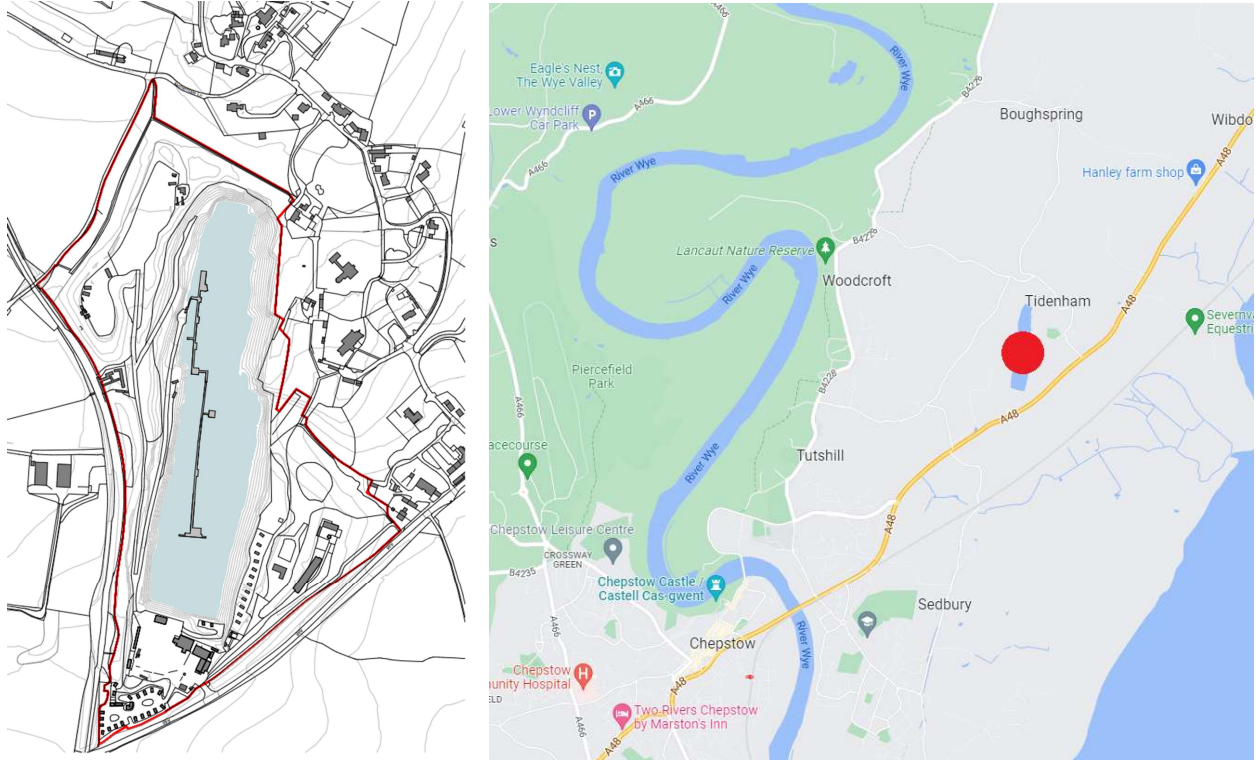 A466
Eagle's Nest,
The Wye Valley
River Wye
A466
B4228
Lower Wyndcliff
Car Park
Boughspring
Wibdo
A466
River Wye
A48
Hanley farm shop
s
Lancaut Nature Reserve
B4228
River Wye
Woodcroft
Tidenham
A48
Severnva
Equestri
Piercefield
Park
B4228
A466
A48
acecourse
Tutshill
River Wye
A48
Chepstow Leisure Centre
CROSSWAY
GREEN
B4235
Chepstow Castle /
Castell Cas-gwent
Sedbury
A466
Chepstow
River Wye
Chepstow
unity Hospital
H
A48
ELD
Two Rivers Chepstow
by Marston's Inn
A48
P